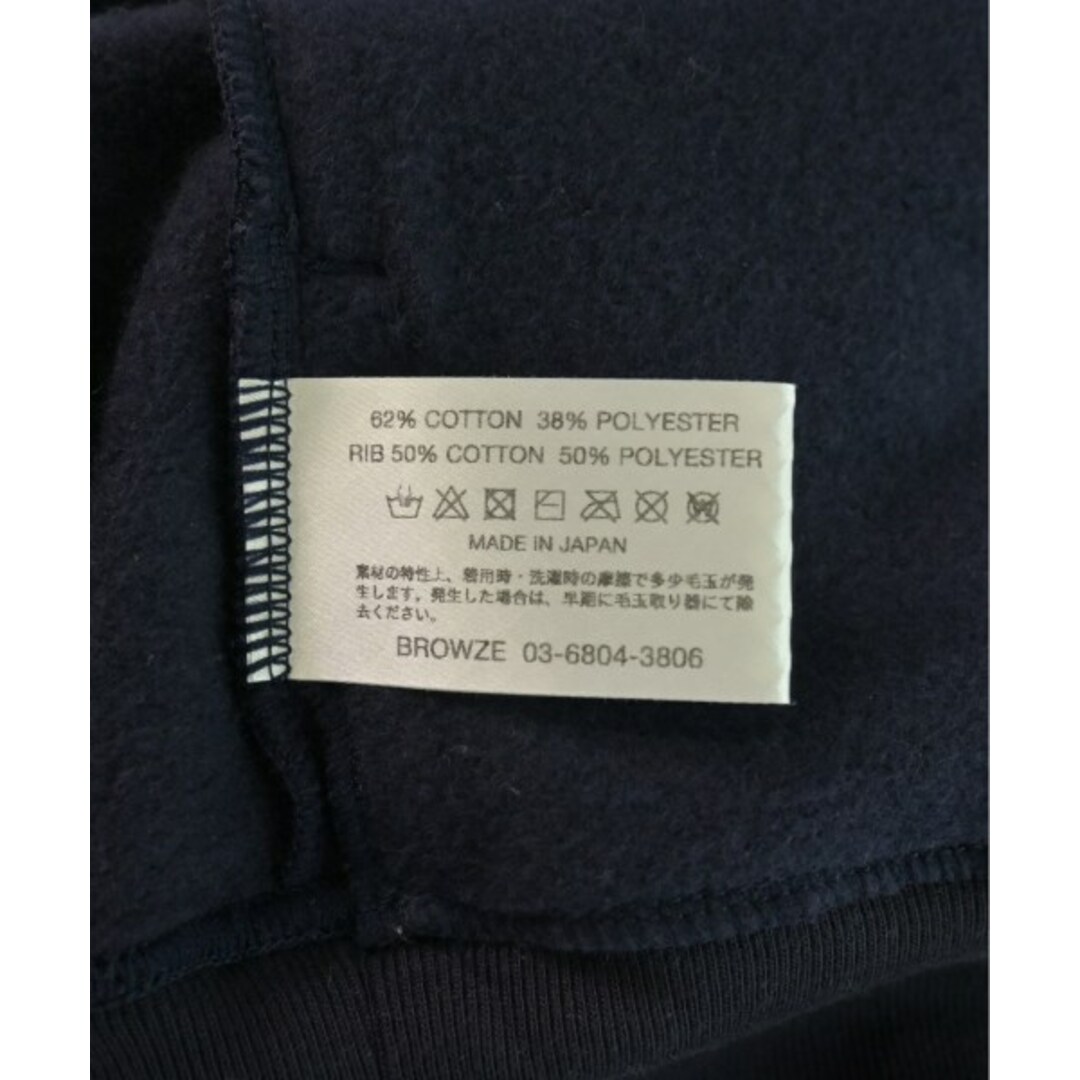 62% COTTON 38% POLYESTER
RIB 50% COTTON 50% POLYESTER
MADE IN JAPAN
素材の特性上、着用時・洗濯時の摩擦で多少毛玉が発
生します。発生した場合は、早めに毛玉取り器にて除
去ください。
BROWZE 03-6804-3806